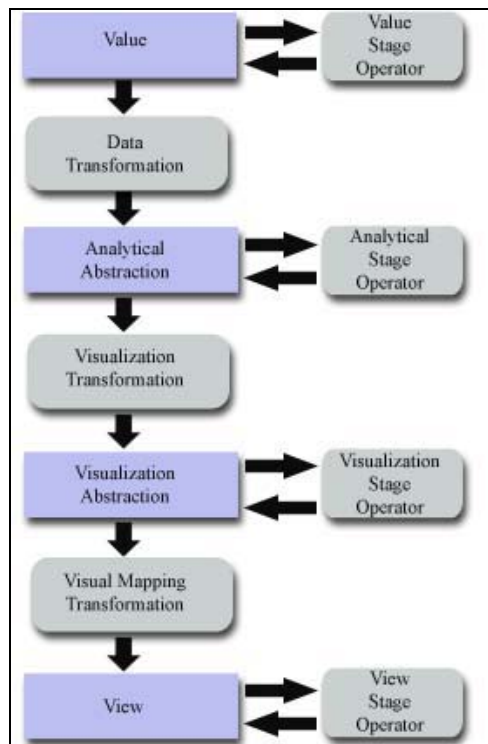 Value
Value
Stage
Operator
Data
Transformation
Analytical
Abstraction
Analytical
Stage
Operator
Visualization
Transformation
Visualization
Abstraction
Visualization
Stage
Operator
Visual Mapping
Transformation
View
View
Stage
Operator